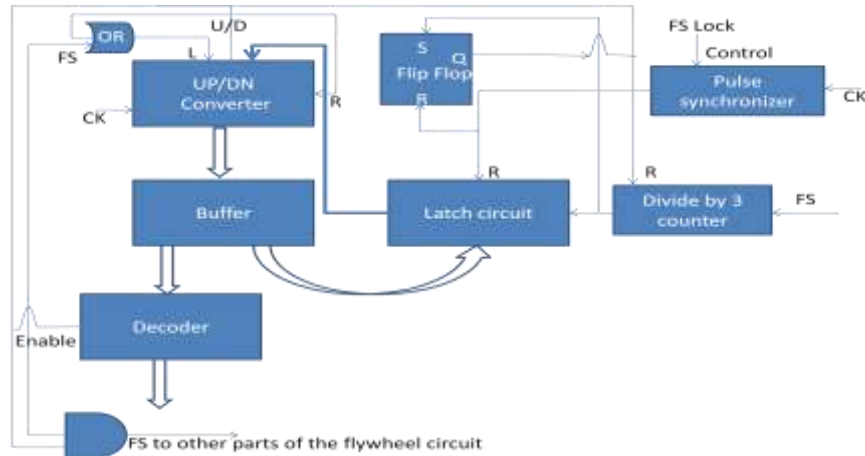 U/D
OR
FS
L
UP/DN
Converter
R
CK
S
Q
Flip Flop
R
FS Lock
Control
Pulse
synchronizer
CK
R
R
Buffer
Latch circuit
Divide by 3
counter
FS
Decoder
Enable
FS to other parts of the flywheel circuit